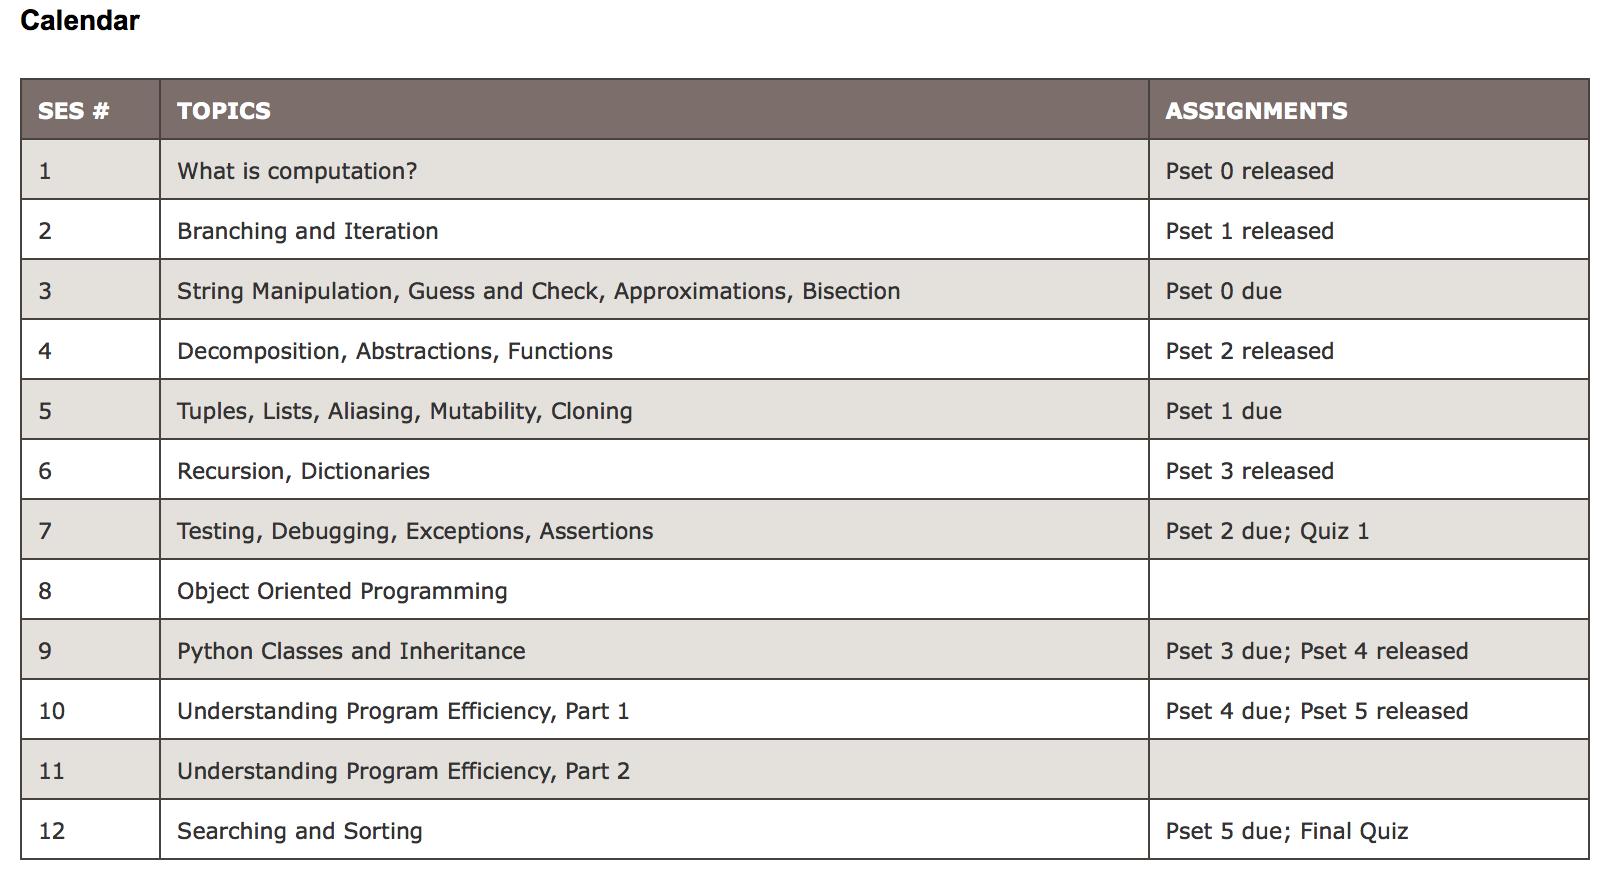 Calendar
SES # TOPICS ASSIGNMENTS
1 What is computation? Pset 0 released
2 Branching and Iteration Pset 1 released
3 String Manipulation, Guess and Check, Approximations, Bisection Pset 0 due
4 Decomposition, Abstractions, Functions Pset 2 released
5 Tuples, Lists, Aliasing, Mutability, Cloning Pset 1 due
6 Recursion, Dictionaries Pset 3 released
7 Testing, Debugging, Exceptions, Assertions Pset 2 due; Quiz 1
8 Object Oriented Programming
9 Python Classes and Inheritance Pset 3 due; Pset 4 released
10 Understanding Program Efficiency, Part 1 Pset 4 due; Pset 5 released
11 Understanding Program Efficiency, Part 2
12 Searching and Sorting Pset 5 due; Final Quiz